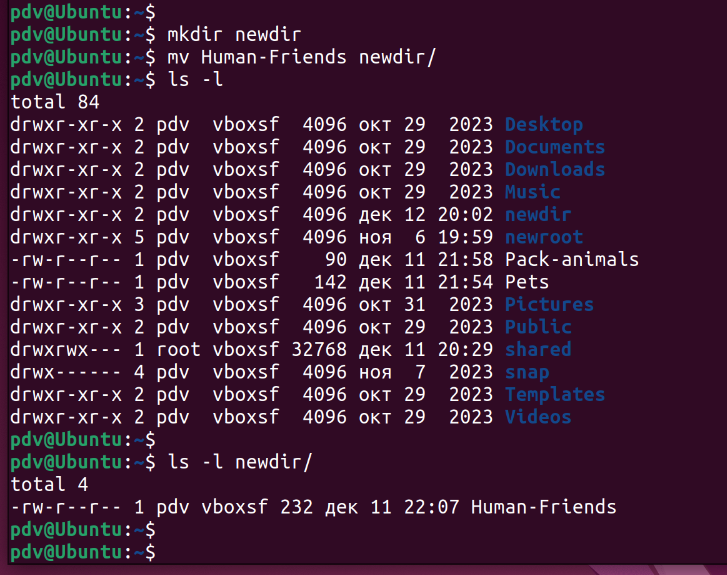 pdv@Ubuntu:~$
pdv@Ubuntu:~$ mkdir newdir
pdv@Ubuntu:~$ mv Human-Friends newdir/
pdv@Ubuntu:~$ ls -l
total 84
drwxr-xr-x 2 pdv  vboxsf  4096 окт 29  2023 Desktop
drwxr-xr-x 2 pdv  vboxsf  4096 окт 29  2023 Documents
drwxr-xr-x 2 pdv  vboxsf  4096 окт 29  2023 Downloads
drwxr-xr-x 2 pdv  vboxsf  4096 окт 29  2023 Music
drwxr-xr-x 2 pdv  vboxsf  4096 дек 12 20:02 newdir
drwxr-xr-x 5 pdv  vboxsf  4096 ноя  6 19:59 newroot
-rw-r--r-- 1 pdv  vboxsf    90 дек 11 21:58 Pack-animals
-rw-r--r-- 1 pdv  vboxsf   142 дек 11 21:54 Pets
drwxr-xr-x 3 pdv  vboxsf  4096 окт 31  2023 Pictures
drwxr-xr-x 2 pdv  vboxsf  4096 окт 29  2023 Public
drwxrwx--- 1 root vboxsf 32768 дек 11 20:29 shared
drwx------ 4 pdv  vboxsf  4096 ноя  7  2023 snap
drwxr-xr-x 2 pdv  vboxsf  4096 окт 29  2023 Templates
drwxr-xr-x 2 pdv  vboxsf  4096 окт 29  2023 Videos
pdv@Ubuntu:~$
pdv@Ubuntu:~$ ls -l newdir/
total 4
-rw-r--r-- 1 pdv vboxsf 232 дек 11 22:07 Human-Friends
pdv@Ubuntu:~$
pdv@Ubuntu:~$